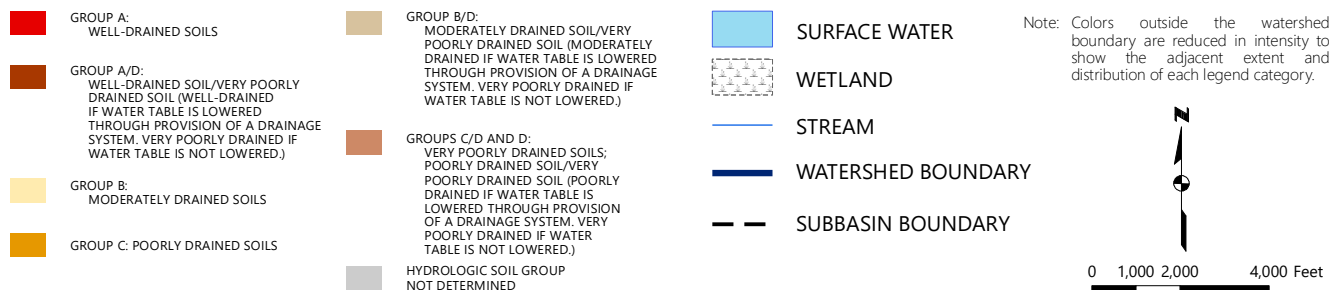 GROUP A:
WELL-DRAINED SOILS
GROUP A/D:
WELL-DRAINED SOIL/VERY POORLY
DRAINED SOIL (WELL-DRAINED
IF WATER TABLE IS LOWERED
THROUGH PROVISION OF A DRAINAGE
SYSTEM. VERY POORLY DRAINED IF
WATER TABLE IS NOT LOWERED.)
GROUP B:
MODERATELY DRAINED SOILS
GROUP C: POORLY DRAINED SOILS
GROUP B/D:
MODERATELY DRAINED SOIL/VERY
POORLY DRAINED SOIL (MODERATELY
DRAINED IF WATER TABLE IS LOWERED
THROUGH PROVISION OF A DRAINAGE
SYSTEM. VERY POORLY DRAINED IF
WATER TABLE IS NOT LOWERED.)
GROUPS C/D AND D:
VERY POORLY DRAINED SOILS;
POORLY DRAINED SOIL/VERY
POORLY DRAINED SOIL (POORLY
DRAINED IF WATER TABLE IS
LOWERED THROUGH PROVISION
OF A DRAINAGE SYSTEM. VERY
POORLY DRAINED IF WATER
TABLE IS NOT LOWERED.)
HYDROLOGIC SOIL GROUP
NOT DETERMINED
SURFACE WATER
WETLAND
STREAM
WATERSHED BOUNDARY
SUBBASIN BOUNDARY
Note: Colors outside the watershed
boundary are reduced in intensity to
show the adjacent extent and
distribution of each legend category.
N
0 1,000 2,000 4,000 Feet